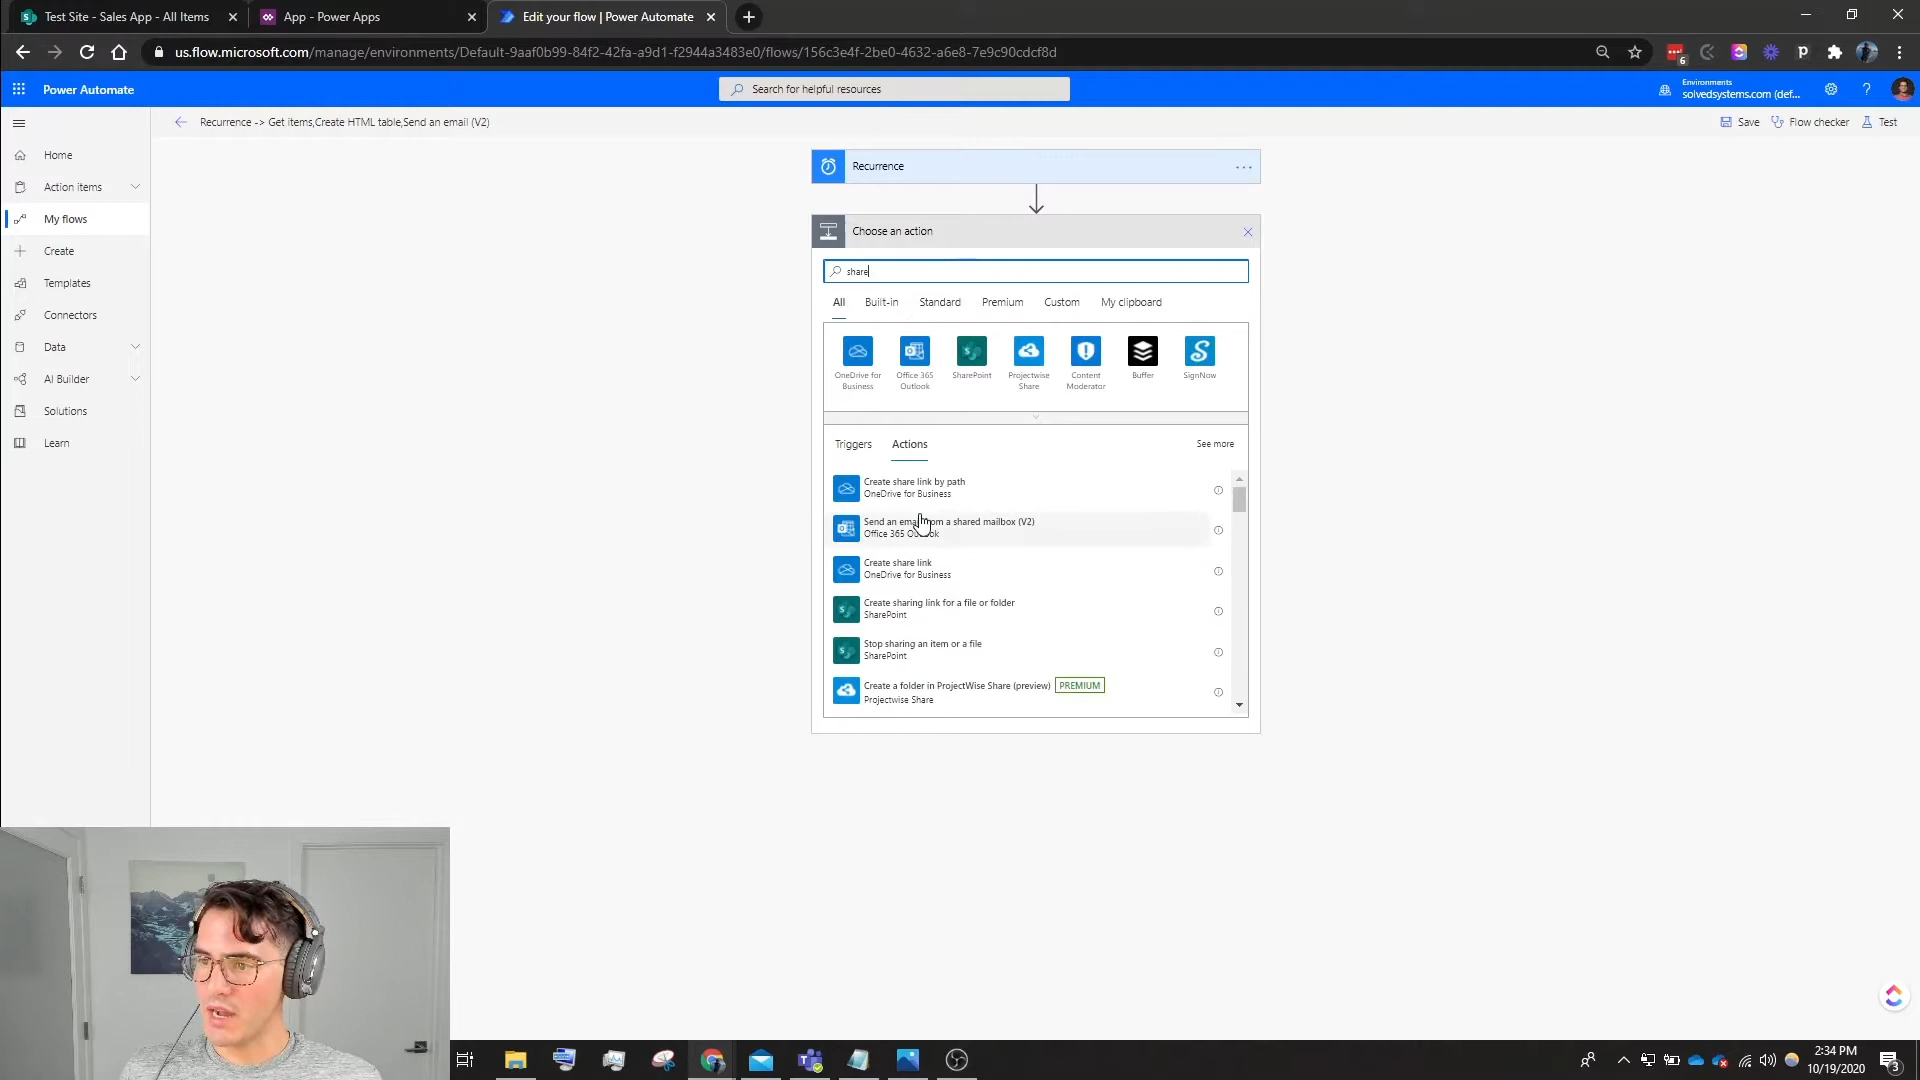 Test Site - Sales App - All Items
App - Power Apps
Edit your flow | Power Automate
us.flow.microsoft.com/manage/environments/Default-9aaf0b99-84f2-42fa-a9d1-f2944a3483e0/flows/156c3e4f-2be0-4632-a6e8-7e9c90cdcf8d
6
Power Automate
Search for helpful resources
Environments
solvedsystems.com (def...
Recurrence -> Get items,Create HTML table,Send an email (V2)
Save
Flow checker
Test
Home
Action items
My flows
Create
Templates
Connectors
Data
AI Builder
Solutions
Learn
Recurrence
Choose an action
share
All
Built-in
Standard
Premium
Custom
My clipboard
OneDrive for
Business
Office 365
Outlook
SharePoint
Projectwise
Share
Content
Moderator
Buffer
SignNow
Triggers
Actions
See more
Create share link by path
OneDrive for Business
Send an email from a shared mailbox (V2)
Office 365 Outlook
Create share link
OneDrive for Business
Create sharing link for a file or folder
SharePoint
Stop sharing an item or a file
SharePoint
Create a folder in ProjectWise Share (preview) PREMIUM
Projectwise Share
2:34 PM
10/19/2020
3